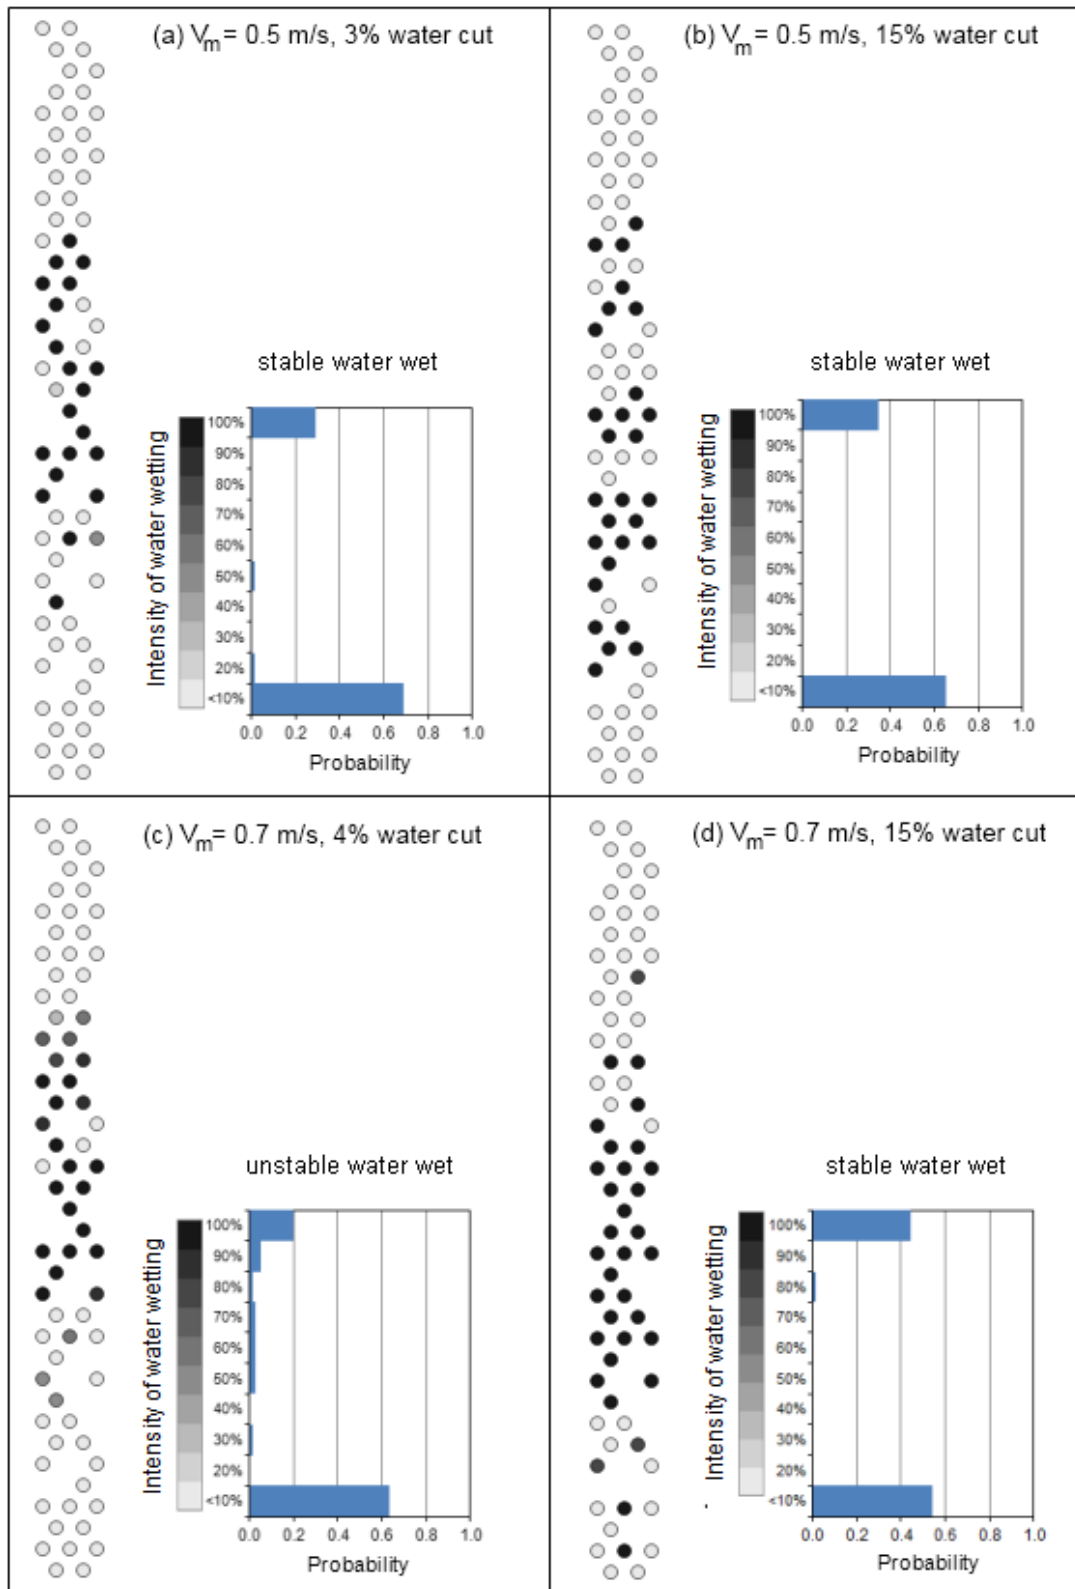 (a) Vm= 0.5 m/s, 3% water cut
stable water wet
Intensity of water wetting
100%
90%
80%
70%
60%
50%
40%
30%
20%
<10%
0.0 0.2 0.4 0.6 0.8 1.0
Probability
(b) Vm= 0.5 m/s, 15% water cut
stable water wet
Intensity of water wetting
100%
90%
80%
70%
60%
50%
40%
30%
20%
<10%
0.0 0.2 0.4 0.6 0.8 1.0
Probability
(c) Vm= 0.7 m/s, 4% water cut
unstable water wet
Intensity of water wetting
100%
90%
80%
70%
60%
50%
40%
30%
20%
<10%
0.0 0.2 0.4 0.6 0.8 1.0
Probability
(d) Vm= 0.7 m/s, 15% water cut
stable water wet
Intensity of water wetting
100%
90%
80%
70%
60%
50%
40%
30%
20%
<10%
0.0 0.2 0.4 0.6 0.8 1.0
Probability